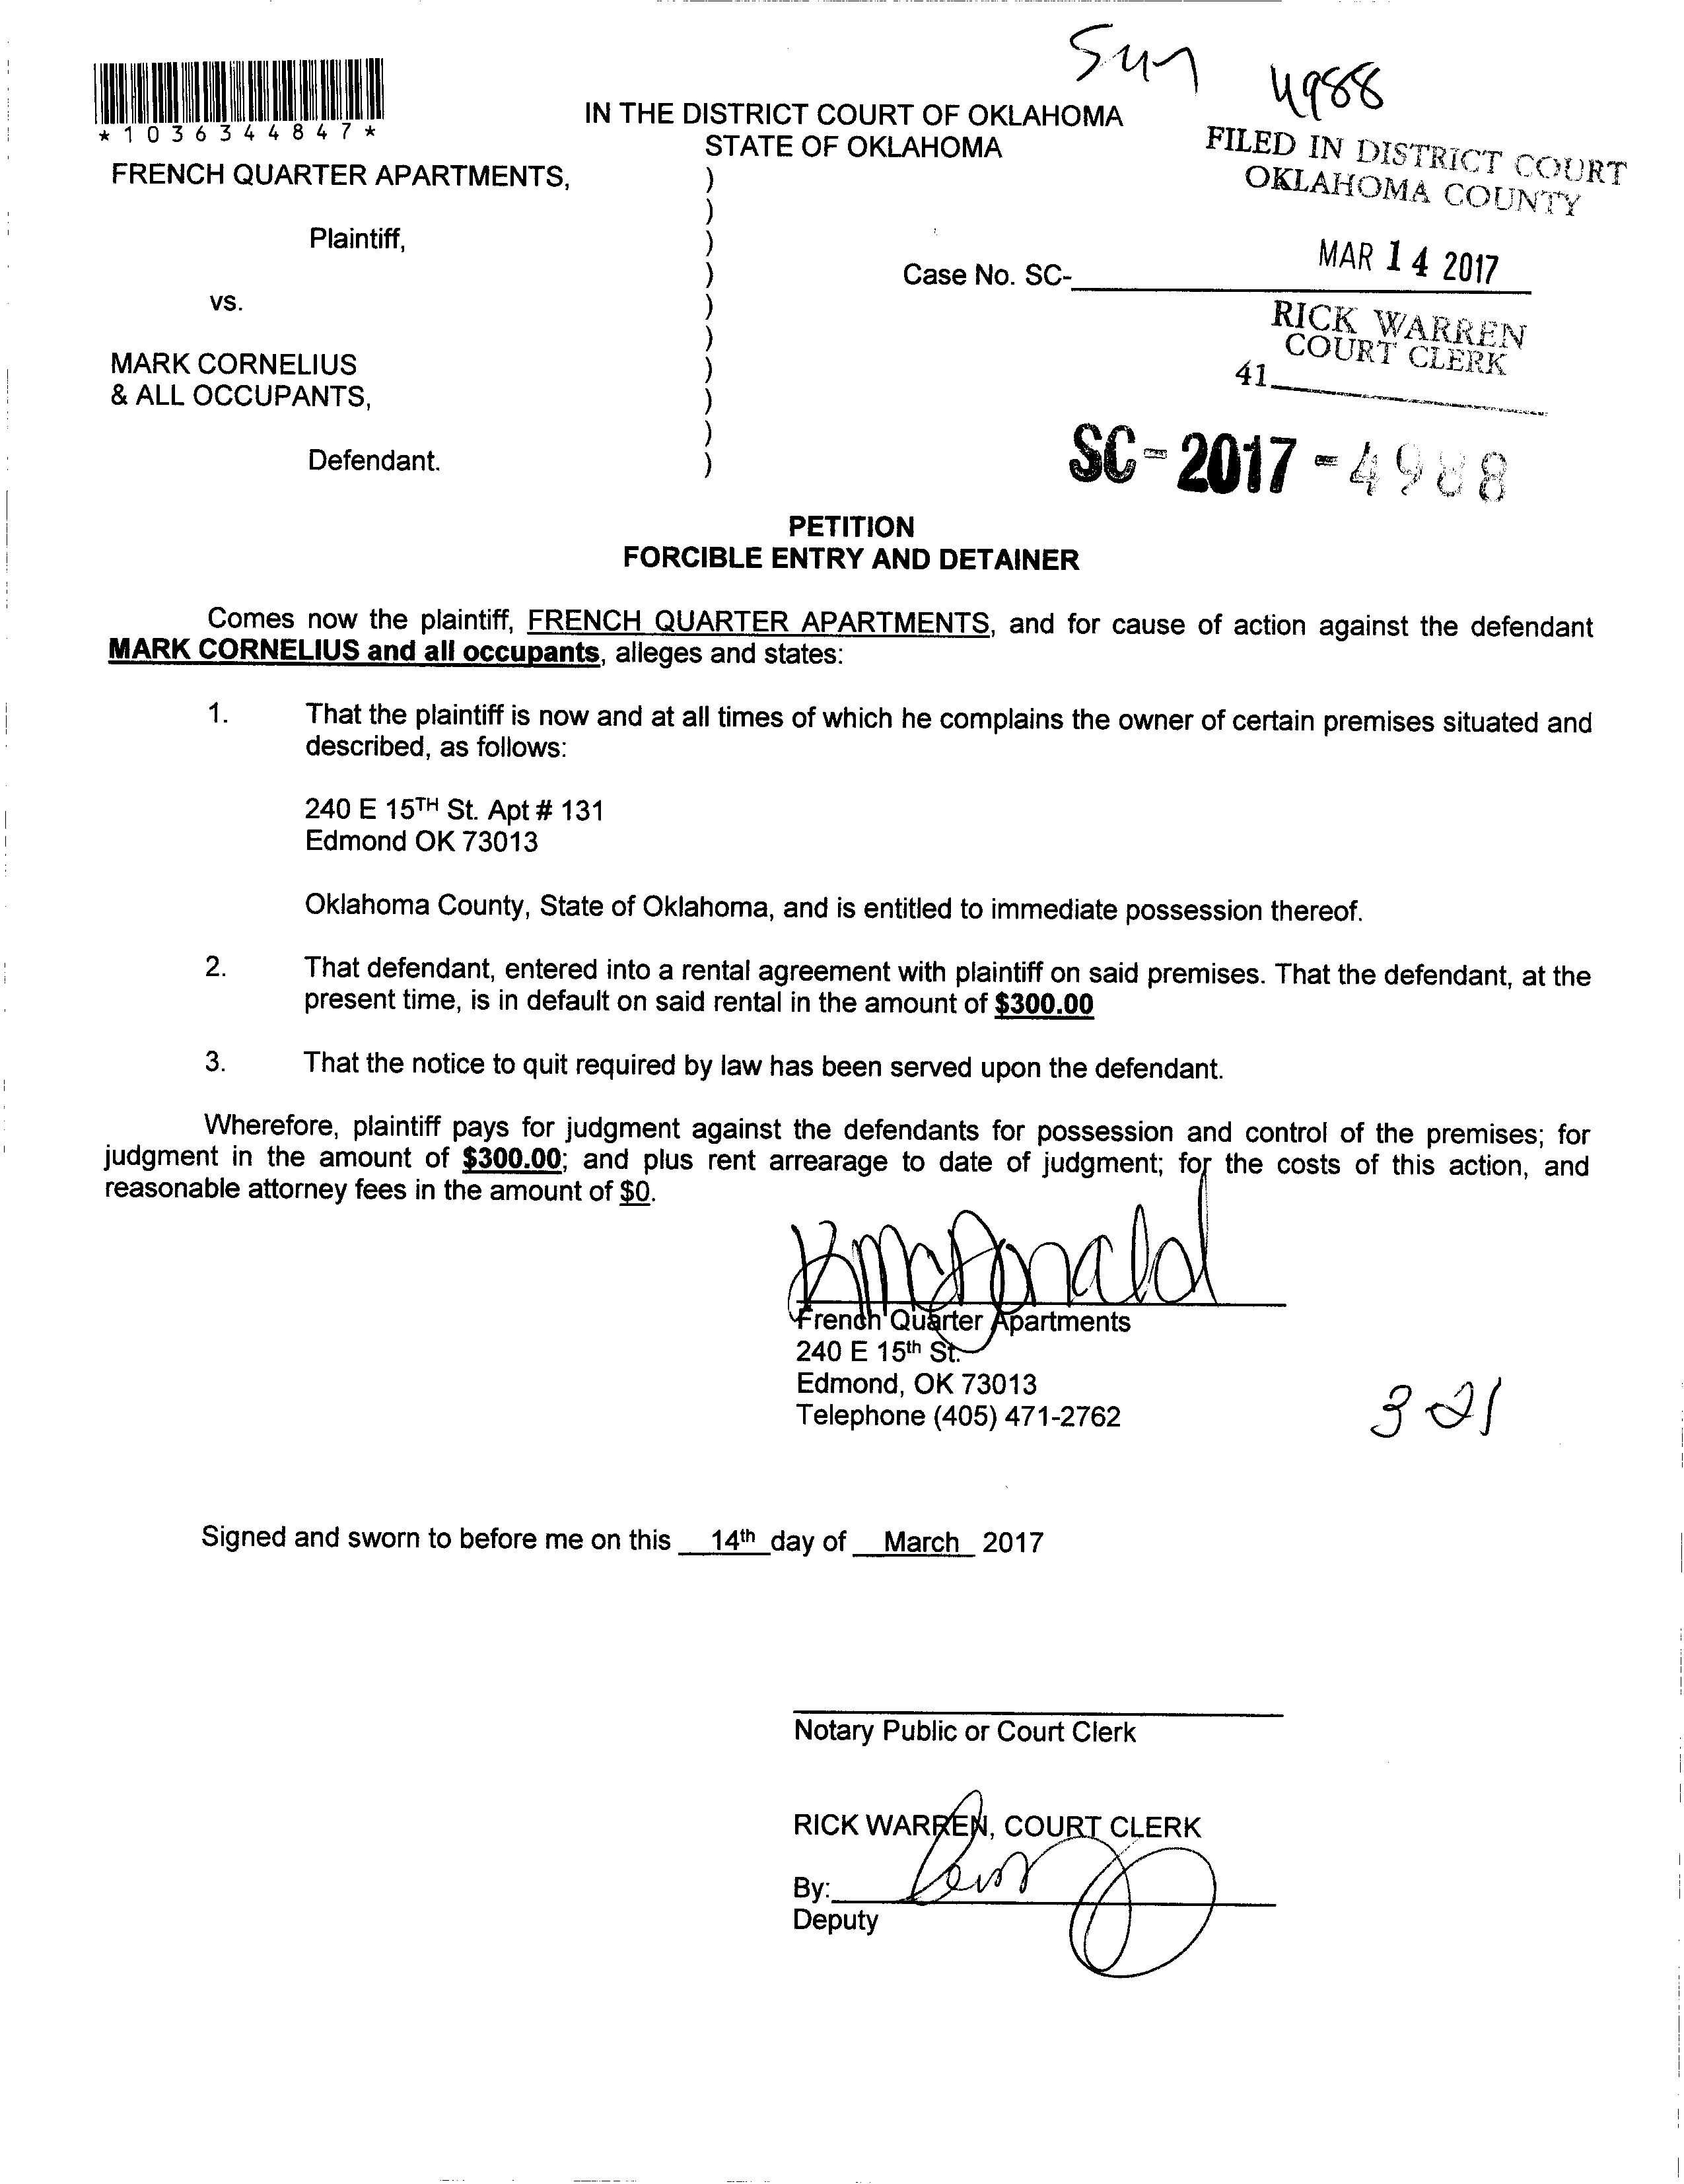 4988
*1036344847*
IN THE DISTRICT COURT OF OKLAHOMA
STATE OF OKLAHOMA
FILED IN DISTRICT COURT
OKLAHOMA COUNTY
FRENCH QUARTER APARTMENTS,
)
)
Plaintiff,
)
MAR 14 2017
)
Case No. SC-
vs.
)
RICK WARREN
COURT CLERK
)
MARK CORNELIUS
)
41
& ALL OCCUPANTS,
)
)
Defendant.
)
SC-2017-4988
PETITION
FORCIBLE ENTRY AND DETAINER
Comes now the plaintiff, FRENCH QUARTER APARTMENTS, and for cause of action against the defendant
MARK CORNELIUS and all occupants, alleges and states:
1. That the plaintiff is now and at all times of which he complains the owner of certain premises situated and
described, as follows:
240 E 15TH St. Apt # 131
Edmond OK 73013
Oklahoma County, State of Oklahoma, and is entitled to immediate possession thereof.
2. That defendant, entered into a rental agreement with plaintiff on said premises. That the defendant, at the
present time, is in default on said rental in the amount of $300.00
3. That the notice to quit required by law has been served upon the defendant.
Wherefore, plaintiff pays for judgment against the defendants for possession and control of the premises; for
judgment in the amount of $300.00; and plus rent arrearage to date of judgment; for the costs of this action, and
reasonable attorney fees in the amount of $0.
K McDonald
French Quarter Apartments
240 E 15th St.
Edmond, OK 73013
Telephone (405) 471-2762
3 21
Signed and sworn to before me on this 14th day of March 2017
Notary Public or Court Clerk
RICK WARREN, COURT CLERK
By:
Deputy